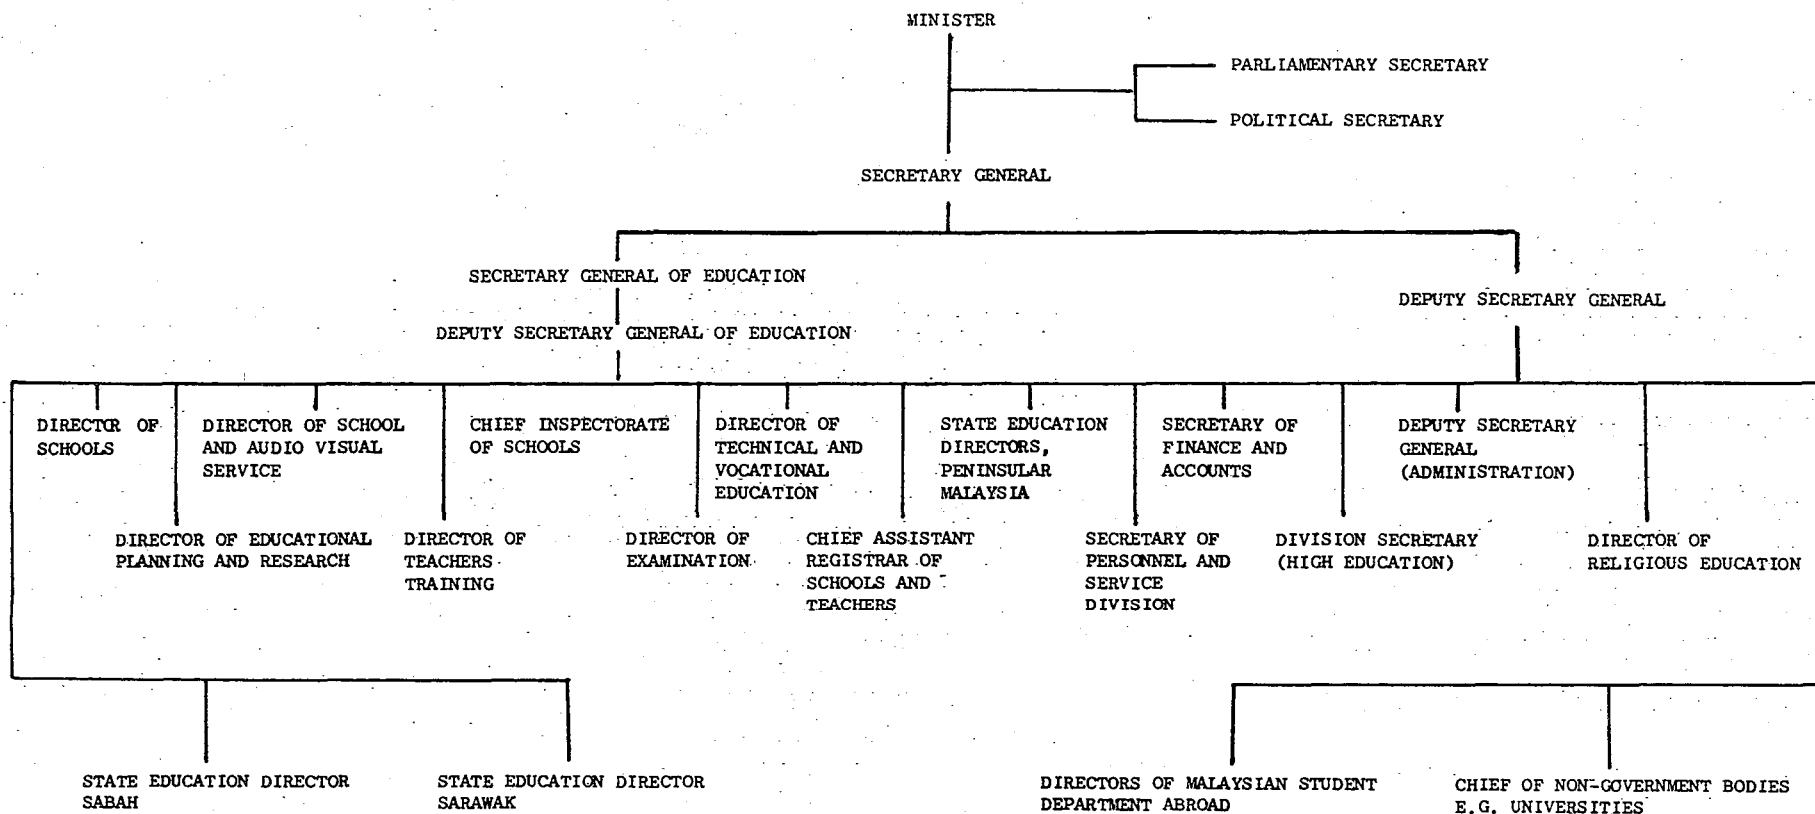 MINISTER
PARLIAMENTARY SECRETARY
POLITICAL SECRETARY
SECRETARY GENERAL
SECRETARY GENERAL OF EDUCATION
DEPUTY SECRETARY GENERAL
DEPUTY SECRETARY GENERAL OF EDUCATION
DIRECTOR OF
SCHOOLS
DIRECTOR OF SCHOOL
AND AUDIO VISUAL
SERVICE
CHIEF INSPECTORATE
OF SCHOOLS
DIRECTOR OF
TECHNICAL AND
VOCATIONAL
EDUCATION
STATE EDUCATION
DIRECTORS,
PENINSULAR
MALAYSIA
SECRETARY OF
FINANCE AND
ACCOUNTS
DEPUTY SECRETARY
GENERAL
(ADMINISTRATION)
DIRECTOR OF EDUCATIONAL
PLANNING AND RESEARCH
DIRECTOR OF
TEACHERS
TRAINING
DIRECTOR OF
EXAMINATION
CHIEF ASSISTANT
REGISTRAR OF
SCHOOLS AND
TEACHERS
SECRETARY OF
PERSONNEL AND
SERVICE
DIVISION
DIVISION SECRETARY
(HIGH EDUCATION)
DIRECTOR OF
RELIGIOUS EDUCATION
STATE EDUCATION DIRECTOR
SABAH
STATE EDUCATION DIRECTOR
SARAWAK
DIRECTORS OF MALAYSIAN STUDENT
DEPARTMENT ABROAD
CHIEF OF NON-GOVERNMENT BODIES
E.G. UNIVERSITIES